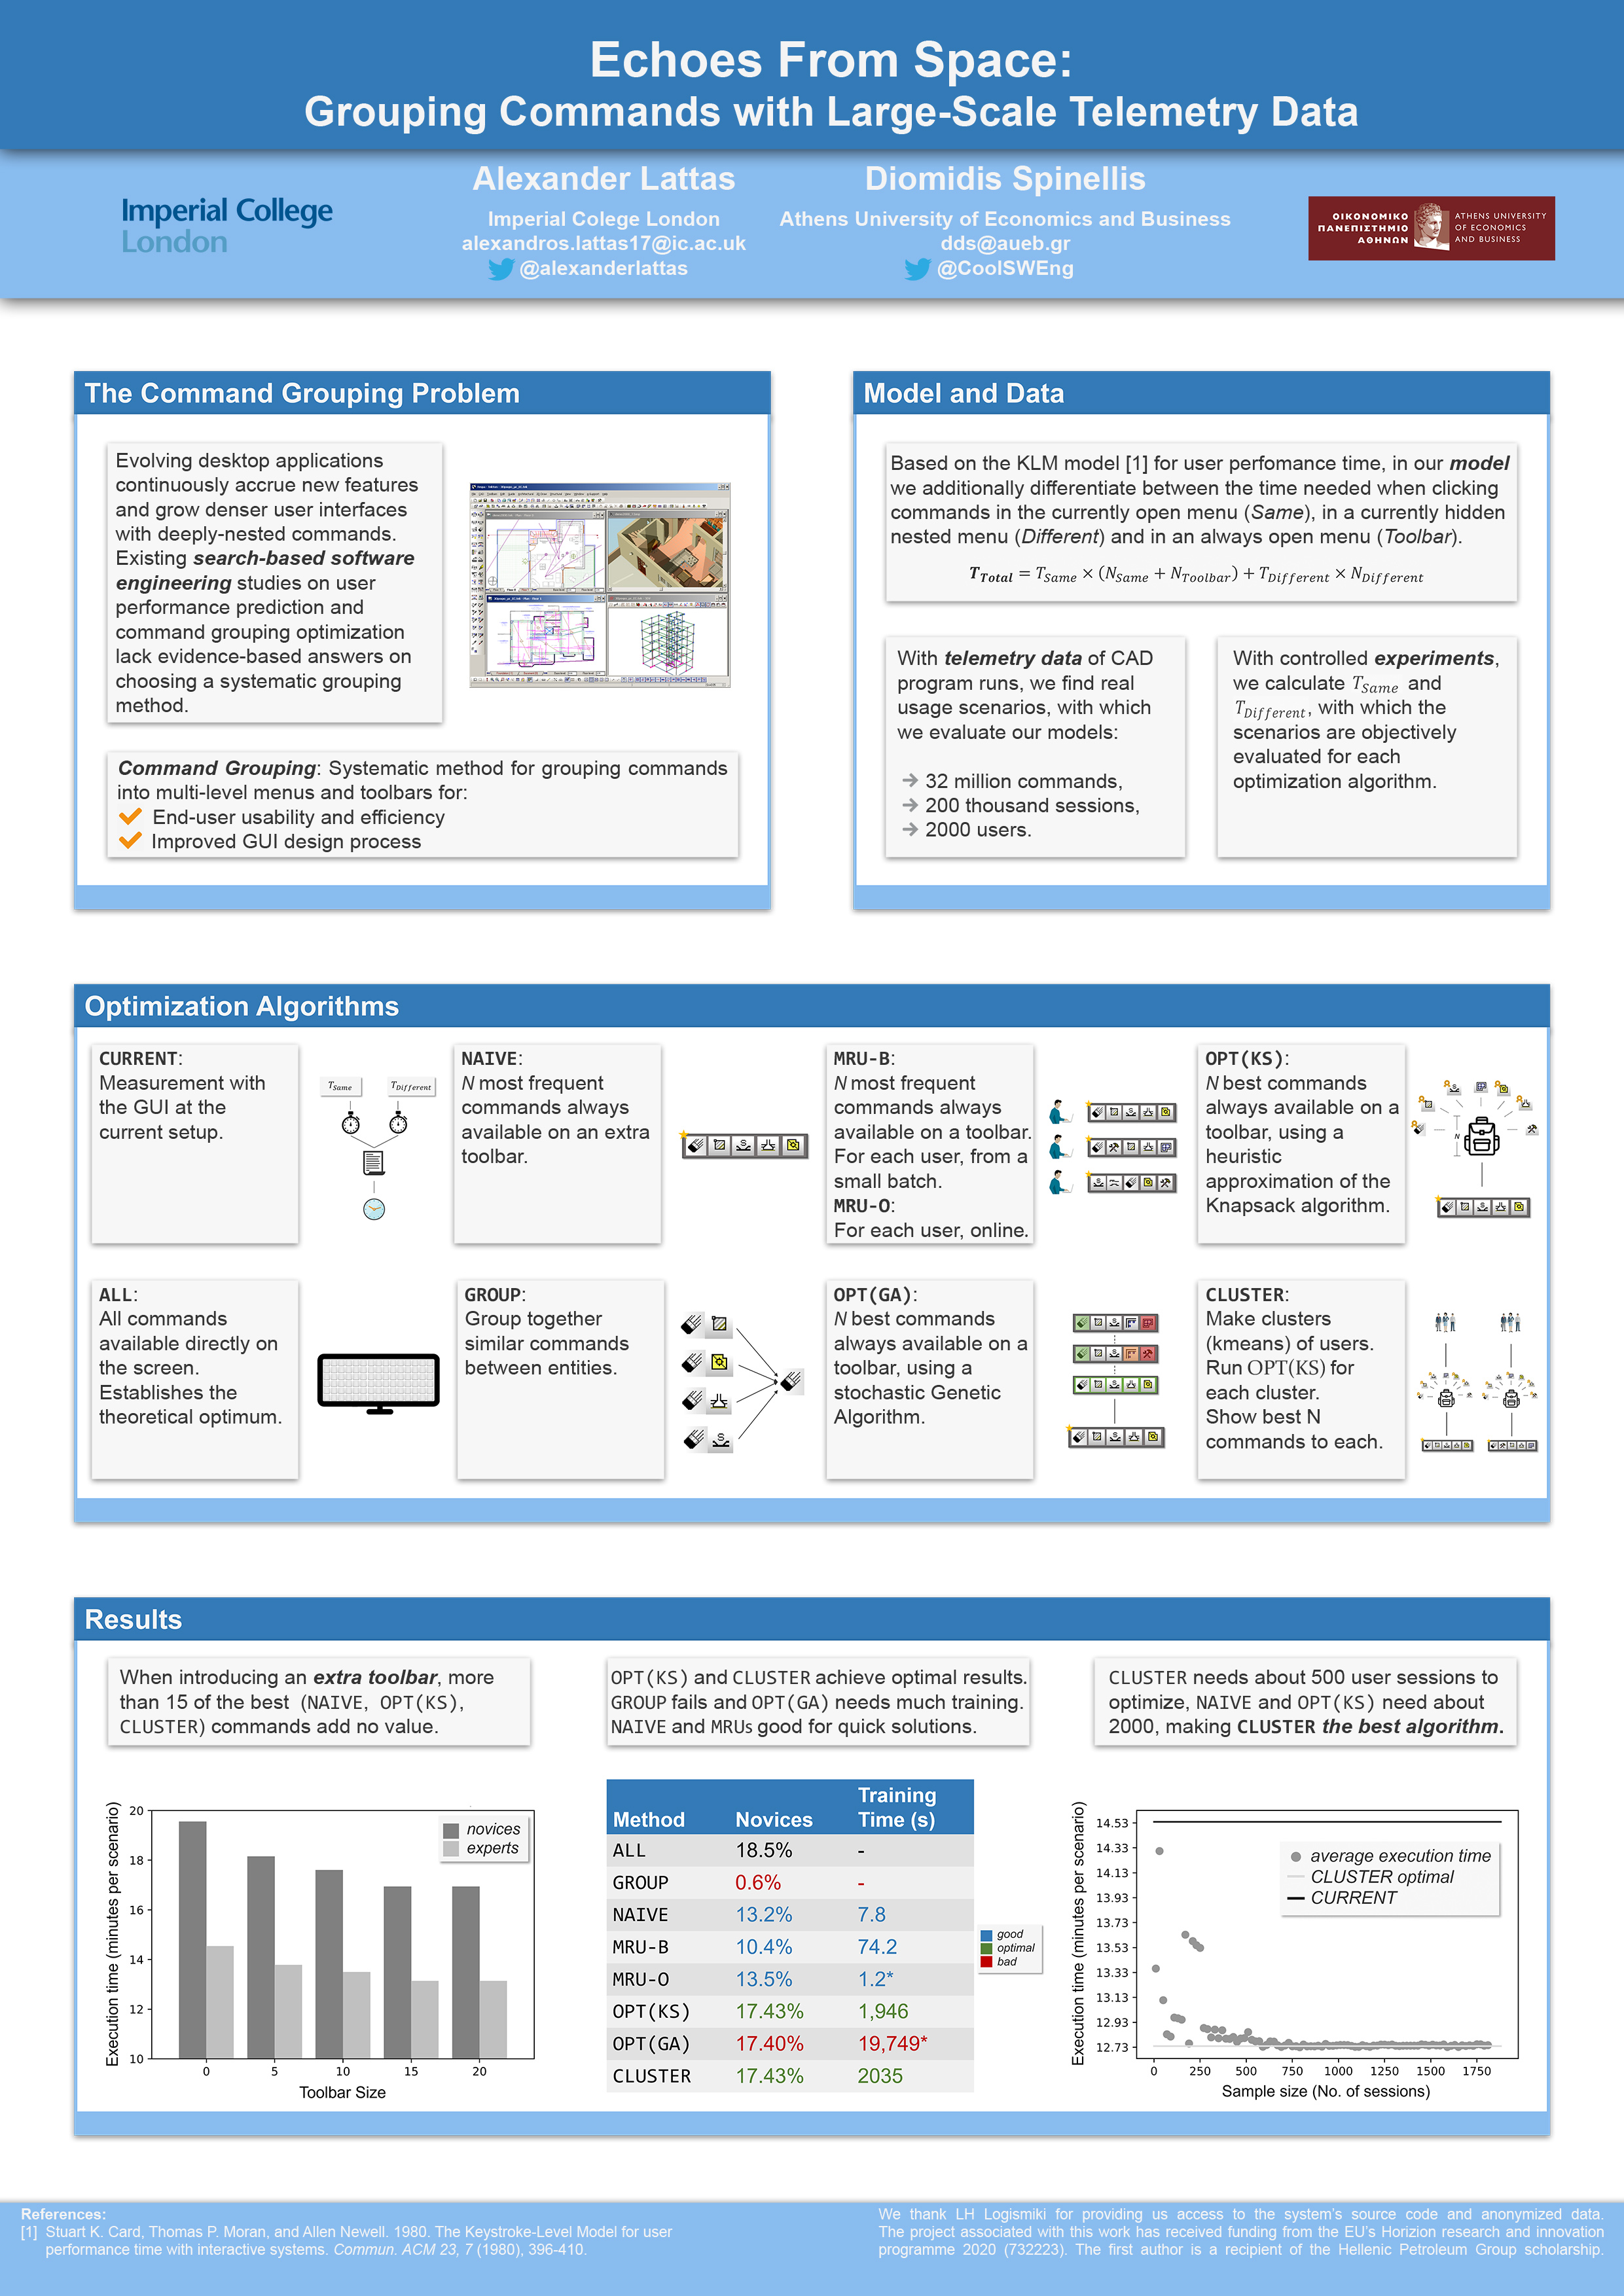 Echoes From Space:
Grouping Commands with Large-Scale Telemetry Data
Imperial College
London
Alexander Lattas
Imperial Colege London
alexandros.lattas17@ic.ac.uk
@alexanderlattas
Diomidis Spinellis
Athens University of Economics and Business
dds@aueb.gr
@CoolSWEng
ΟΙΚΟΝΟΜΙΚΟ
ΠΑΝΕΠΙΣΤΗΜΙΟ
ΑΘΗΝΩΝ
ATHENS UNIVERSITY
OF ECONOMICS
AND BUSINESS
The Command Grouping Problem
Evolving desktop applications
continuously accrue new features
and grow denser user interfaces
with deeply-nested commands.
Existing search-based software
engineering studies on user
performance prediction and
command grouping optimization
lack evidence-based answers on
choosing a systematic grouping
method.
Command Grouping: Systematic method for grouping commands
into multi-level menus and toolbars for:
End-user usability and efficiency
Improved GUI design process
Model and Data
Based on the KLM model [1] for user perfomance time, in our model
we additionally differentiate between the time needed when clicking
commands in the currently open menu (Same), in a currently hidden
nested menu (Different) and in an always open menu (Toolbar).
T_Total = T_Same × (N_Same + N_Toolbar) + T_Different × N_Different
With telemetry data of CAD
program runs, we find real
usage scenarios, with which
we evaluate our models:
→ 32 million commands,
→ 200 thousand sessions,
→ 2000 users.
With controlled experiments,
we calculate T_Same and
T_Different, with which the
scenarios are objectively
evaluated for each
optimization algorithm.
Optimization Algorithms
CURRENT:
Measurement with
the GUI at the
current setup.
T_Same T_Different
NAIVE:
N most frequent
commands always
available on an extra
toolbar.
MRU-B:
N most frequent
commands always
available on a toolbar.
For each user, from a
small batch.
MRU-O:
For each user, online.
OPT(KS):
N best commands
always available on a
toolbar, using a
heuristic
approximation of the
Knapsack algorithm.
N
ALL:
All commands
available directly on
the screen.
Establishes the
theoretical optimum.
GROUP:
Group together
similar commands
between entities.
OPT(GA):
N best commands
always available on a
toolbar, using a
stochastic Genetic
Algorithm.
CLUSTER:
Make clusters
(kmeans) of users.
Run OPT(KS) for
each cluster.
Show best N
commands to each.
Results
When introducing an extra toolbar, more
than 15 of the best (NAIVE, OPT(KS),
CLUSTER) commands add no value.
OPT(KS) and CLUSTER achieve optimal results.
GROUP fails and OPT(GA) needs much training.
NAIVE and MRUs good for quick solutions.
CLUSTER needs about 500 user sessions to
optimize, NAIVE and OPT(KS) need about
2000, making CLUSTER the best algorithm.
Execution time (minutes per scenario)
20
18
16
14
12
10
novices
experts
0 5 10 15 20
Toolbar Size
Method Novices Training Time (s)
ALL 18.5% -
GROUP 0.6% -
NAIVE 13.2% 7.8
MRU-B 10.4% 74.2
MRU-O 13.5% 1.2*
OPT(KS) 17.43% 1,946
OPT(GA) 17.40% 19,749*
CLUSTER 17.43% 2035
good
optimal
bad
Execution time (minutes per scenario)
14.53
14.33
14.13
13.93
13.73
13.53
13.33
13.13
12.93
12.73
average execution time
CLUSTER optimal
CURRENT
0 250 500 750 1000 1250 1500 1750
Sample size (No. of sessions)
References:
[1] Stuart K. Card, Thomas P. Moran, and Allen Newell. 1980. The Keystroke-Level Model for user
performance time with interactive systems. Commun. ACM 23, 7 (1980), 396-410.
We thank LH Logismiki for providing us access to the system's source code and anonymized data.
The project associated with this work has received funding from the EU's Horizion research and innovation
programme 2020 (732223). The first author is a recipient of the Hellenic Petroleum Group scholarship.